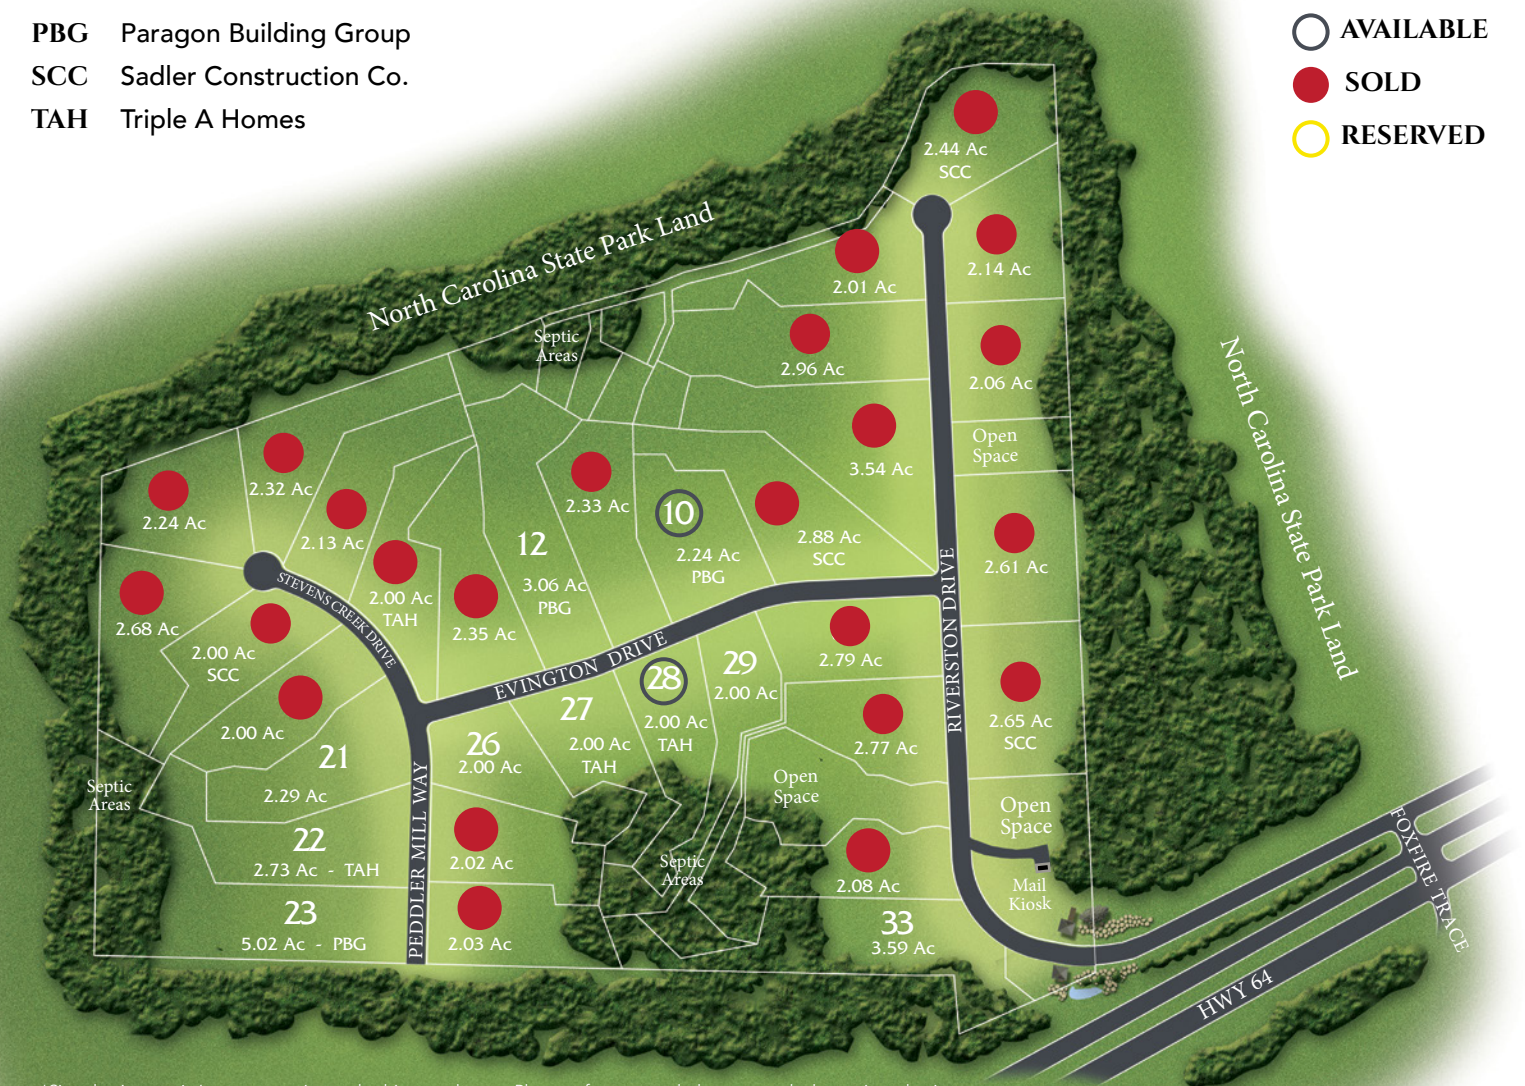 PBG Paragon Building Group
SCC Sadler Construction Co.
TAH Triple A Homes
AVAILABLE
SOLD
RESERVED
North Carolina State Park Land
North Carolina State Park Land
2.44 Ac
SCC
2.01 Ac
2.14 Ac
2.96 Ac
2.06 Ac
Septic
Areas
3.54 Ac
Open
Space
2.32 Ac
2.24 Ac
2.13 Ac
2.33 Ac
10
2.24 Ac
PBG
2.88 Ac
SCC
2.61 Ac
12
3.06 Ac
PBG
2.00 Ac
TAH
2.35 Ac
2.68 Ac
2.00 Ac
SCC
2.00 Ac
STEVENS CREEK DRIVE
EVINGTON DRIVE
RIVERSTON DRIVE
PEDDLER MILL WAY
2.79 Ac
29
2.00 Ac
28
2.00 Ac
TAH
27
2.00 Ac
TAH
26
2.00 Ac
2.77 Ac
2.65 Ac
SCC
21
2.29 Ac
Septic
Areas
Open
Space
Open
Space
22
2.73 Ac - TAH
2.02 Ac
Septic
Areas
2.08 Ac
Mail
Kiosk
23
5.02 Ac - PBG
2.03 Ac
33
3.59 Ac
FOXFIRE TRACE
HWY 64